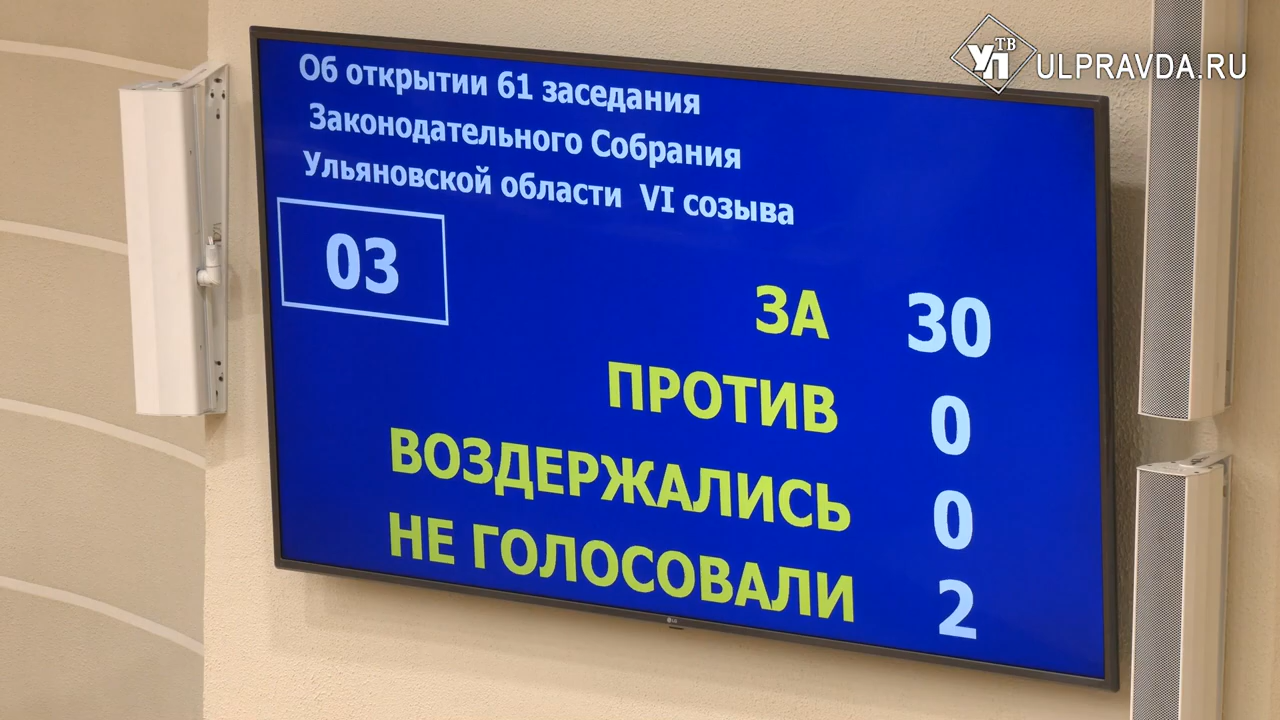 УП ТВ ULPRAVDA.RU
Об открытии 61 заседания
Законодательного Собрания
Ульяновской области VI созыва
03
ЗА 30
ПРОТИВ 0
ВОЗДЕРЖАЛИСЬ 0
НЕ ГОЛОСОВАЛИ 2
LG